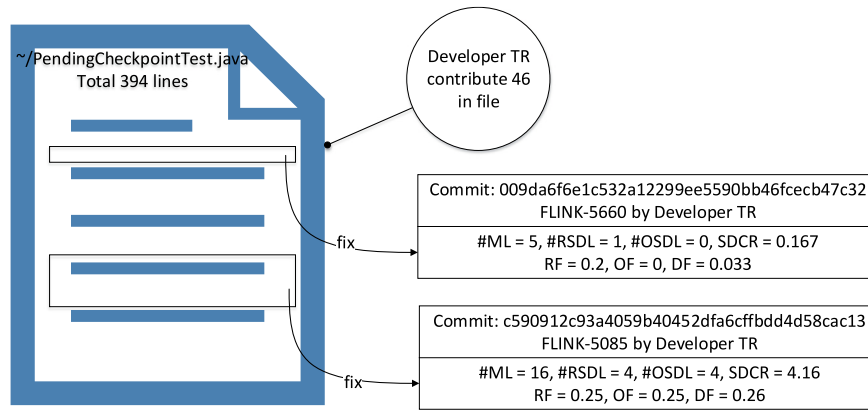 ~/PendingCheckpointTest.java
Total 394 lines
Developer TR
contribute 46
in file
Commit: 009da6f6e1c532a12299ee5590bb46fcecb47c32
FLINK-5660 by Developer TR
#ML = 5, #RSDL = 1, #OSDL = 0, SDCR = 0.167
RF = 0.2, OF = 0, DF = 0.033
fix
Commit: c590912c93a4059b40452dfa6cffbdd4d58cac13
FLINK-5085 by Developer TR
#ML = 16, #RSDL = 4, #OSDL = 4, SDCR = 4.16
RF = 0.25, OF = 0.25, DF = 0.26
fix